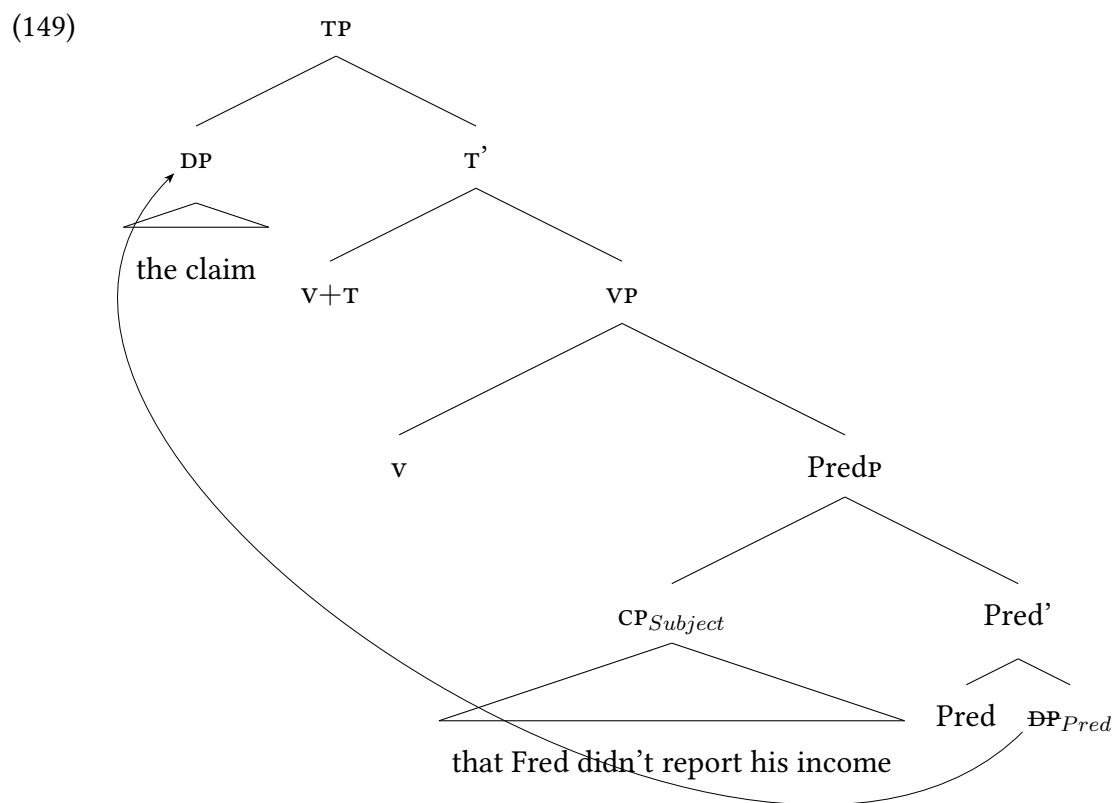 (149) TP
DP T’
the claim V+T VP
V PredP
CP_Subject Pred’
Pred DP_Pred
that Fred didn't report his income